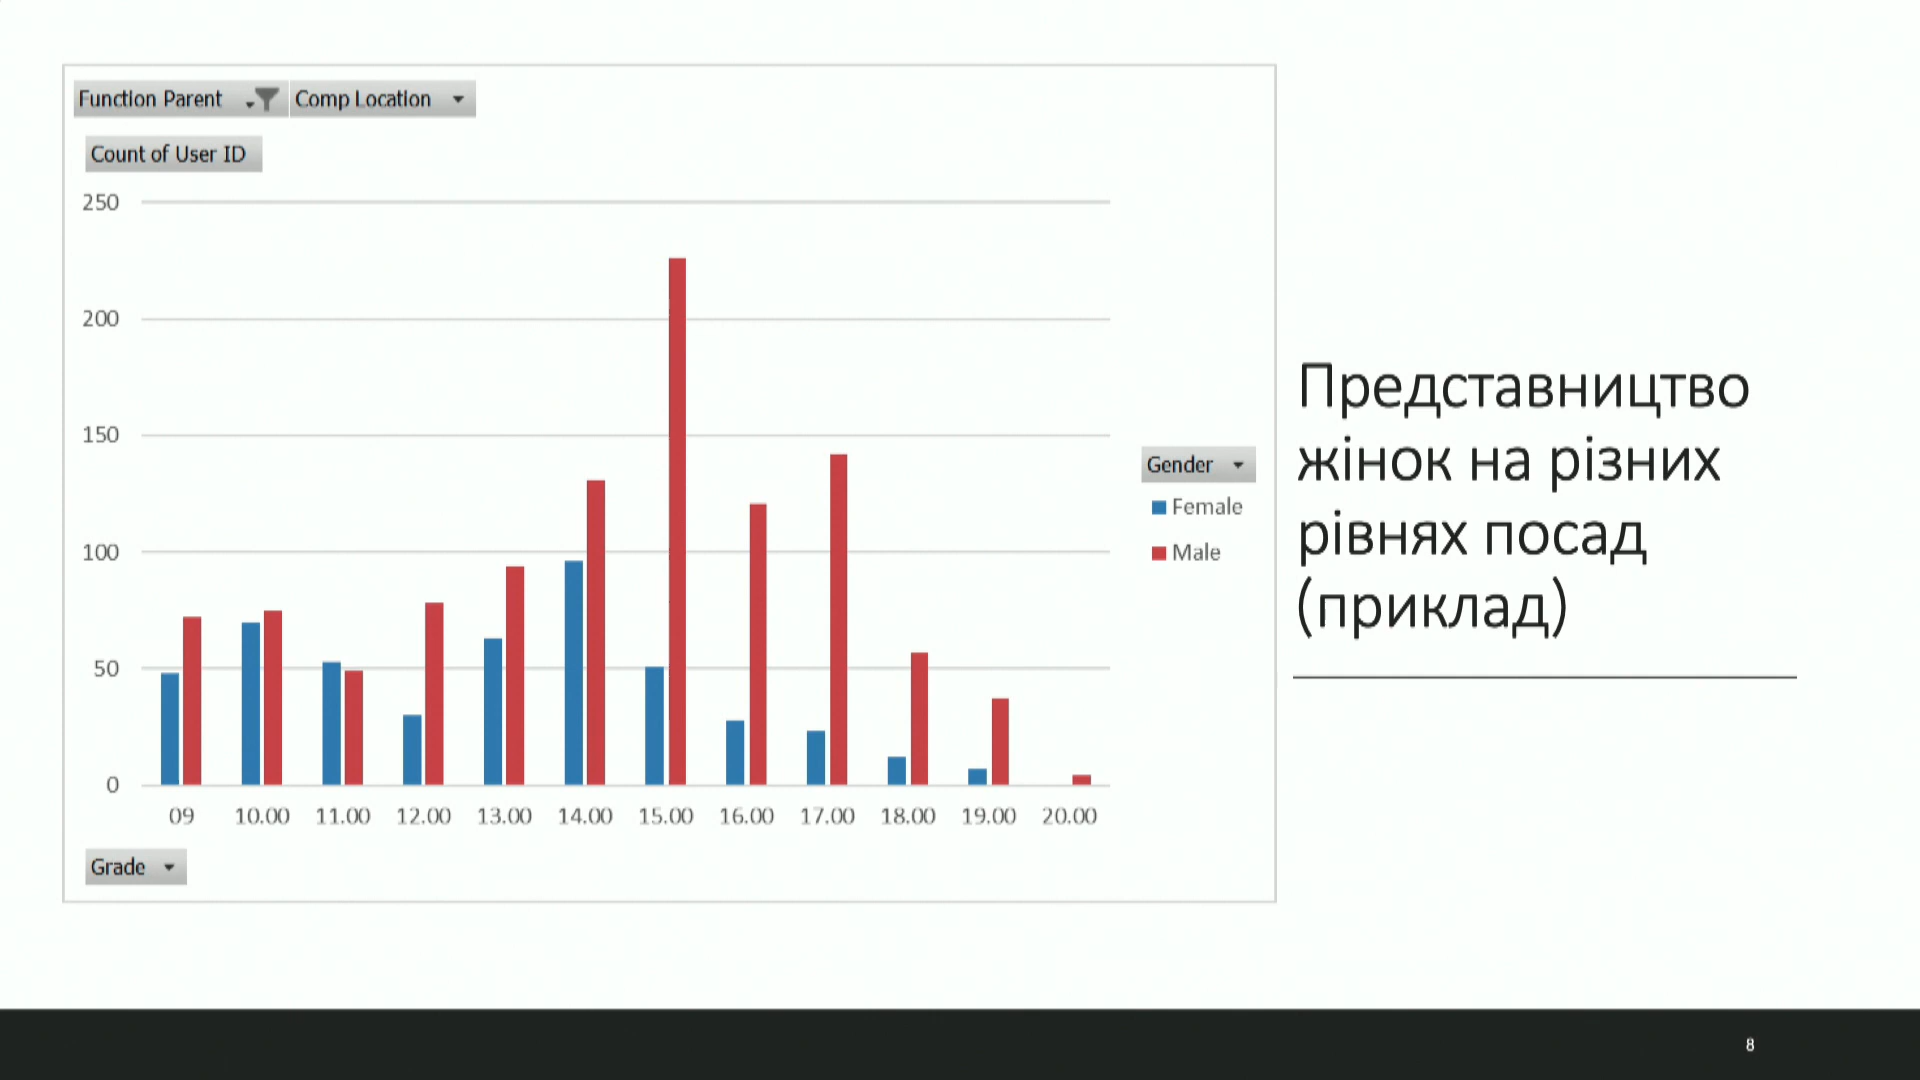 Function Parent
Comp Location
Count of User ID
250
200
150
100
50
0
09 10.00 11.00 12.00 13.00 14.00 15.00 16.00 17.00 18.00 19.00 20.00
Grade
Gender
Female
Male
Представництво
жінок на різних
рівнях посад
(приклад)
8